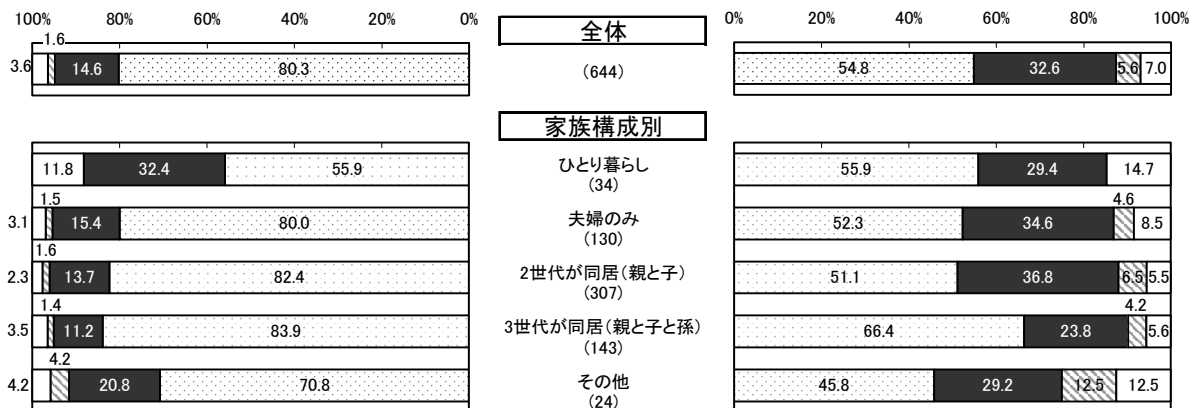 100% 80% 60% 40% 20% 0%
全体
0% 20% 40% 60% 80% 100%
1.6
3.6 14.6 80.3
(644)
54.8 32.6 5.6 7.0
家族構成別
11.8 32.4 55.9
ひとり暮らし
(34)
55.9 29.4 14.7
1.5
3.1 15.4 80.0
夫婦のみ
(130)
4.6
52.3 34.6 8.5
1.6
2.3 13.7 82.4
2世代が同居(親と子)
(307)
51.1 36.8 6.5 5.5
1.4
3.5 11.2 83.9
3世代が同居(親と子と孫)
(143)
4.2
66.4 23.8 5.6
4.2
4.2 20.8 70.8
その他
(24)
45.8 29.2 12.5 12.5